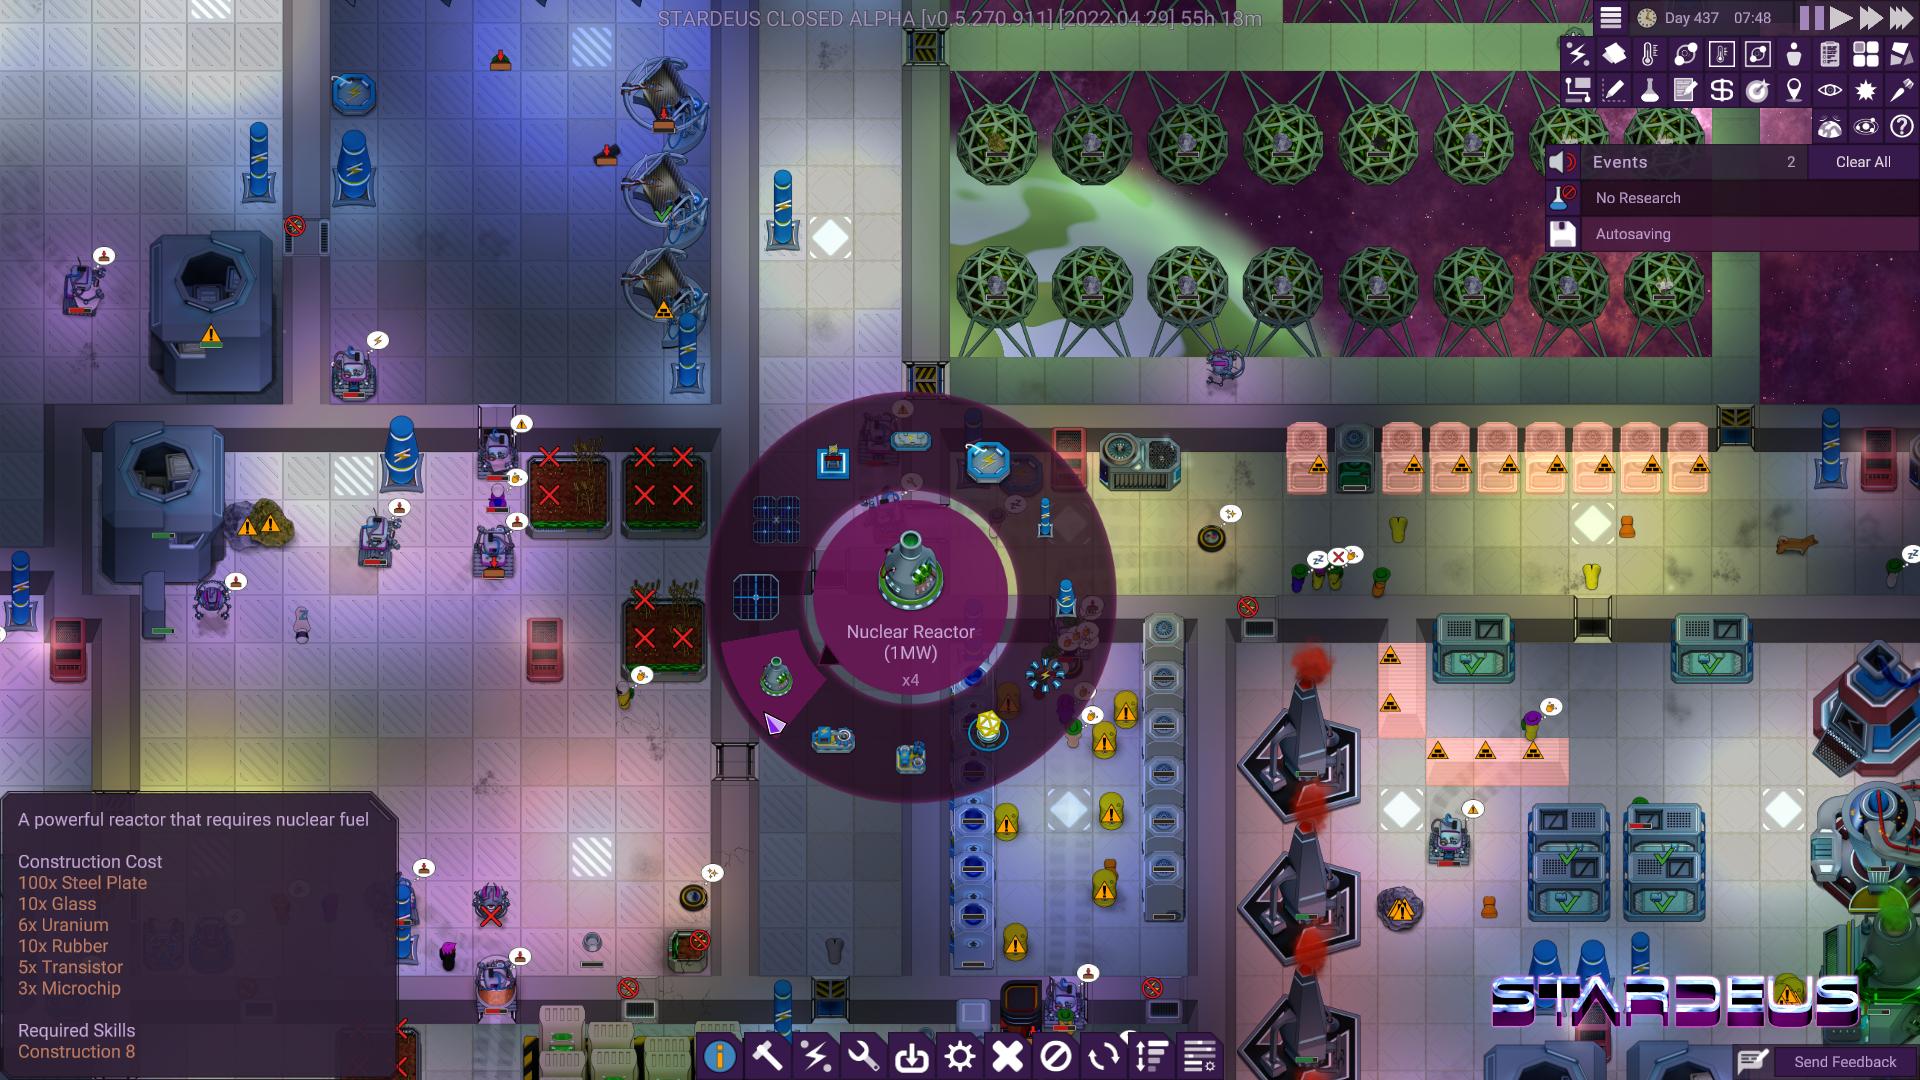 STARDEUS CLOSED ALPHA [v0.5.270.911] [2022.04.29] 55h 18m
Day 437 07:48
Events 2 Clear All
No Research
Autosaving
Nuclear Reactor
(1MW)
x4
A powerful reactor that requires nuclear fuel
Construction Cost
100x Steel Plate
10x Glass
6x Uranium
10x Rubber
5x Transistor
3x Microchip
Required Skills
Construction 8
STARDEUS
Send Feedback